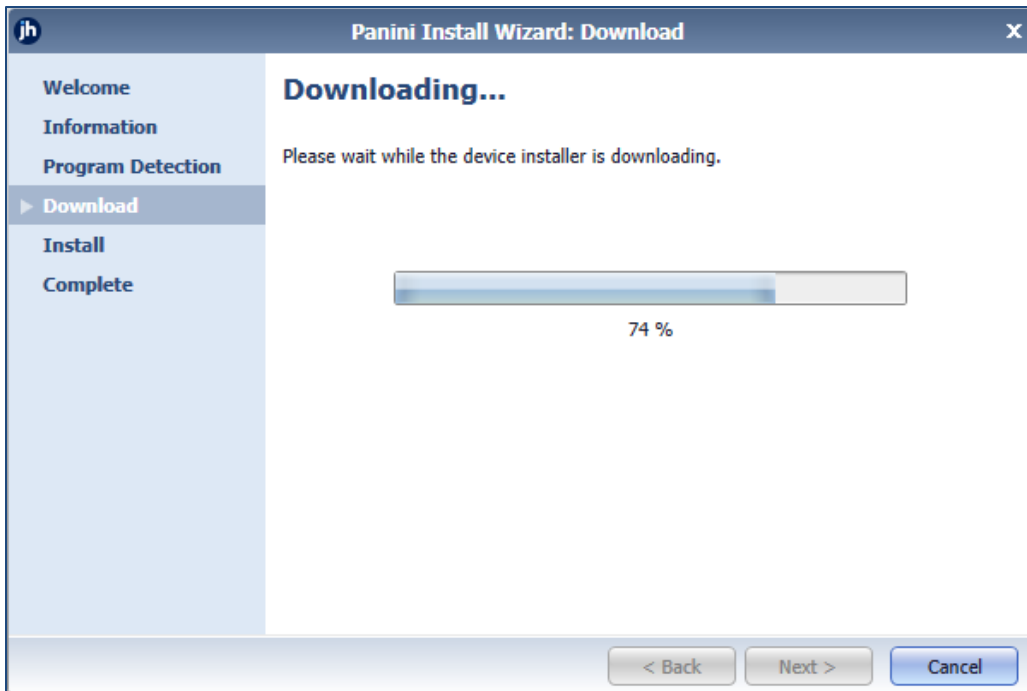 jh
Panini Install Wizard: Download
x
Welcome
Information
Program Detection
Download
Install
Complete
Downloading...
Please wait while the device installer is downloading.
74 %
< Back
Next >
Cancel